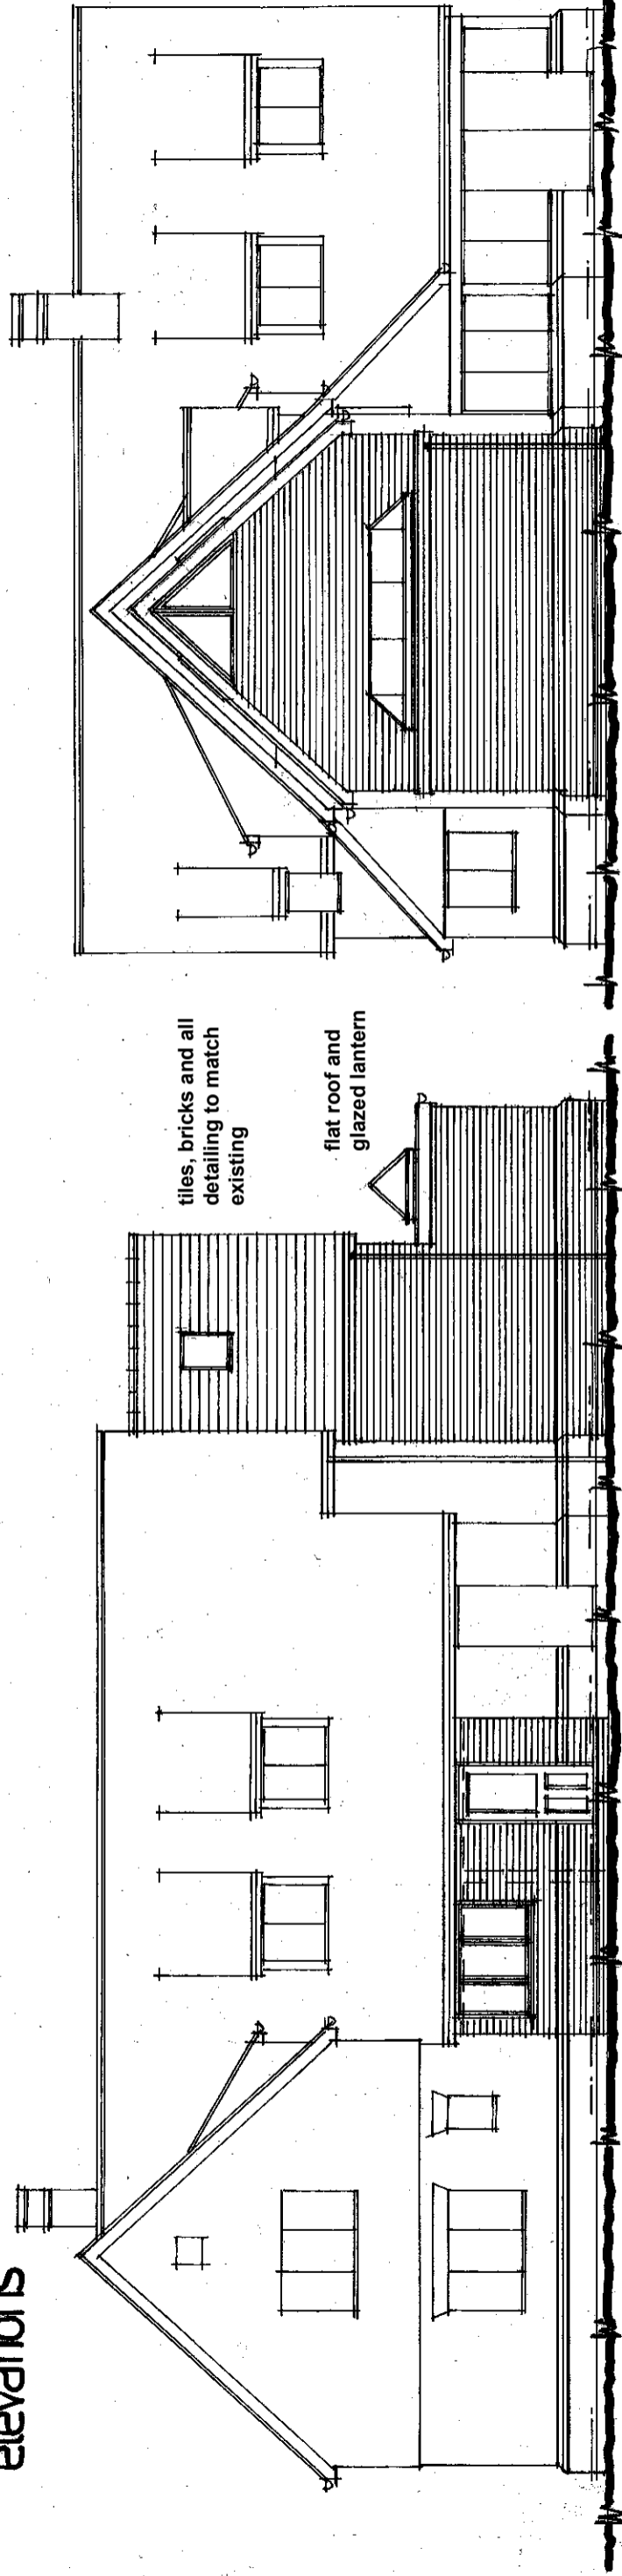 elevations
tiles, bricks and all
detailing to match
existing
flat roof and
glazed lantern